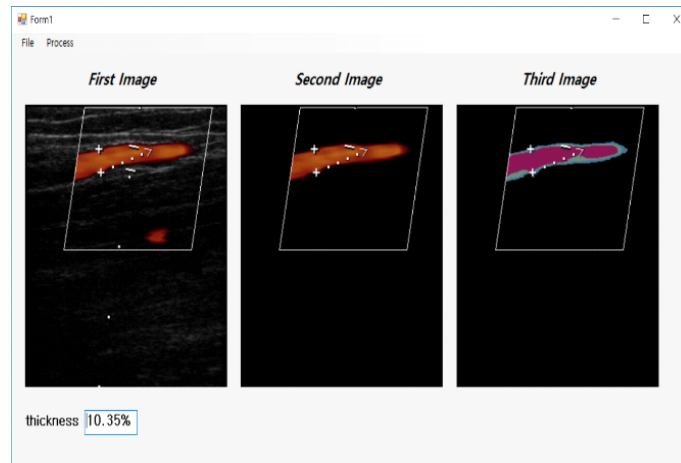 Form1
File Process
First Image Second Image Third Image
thickness 10.35%